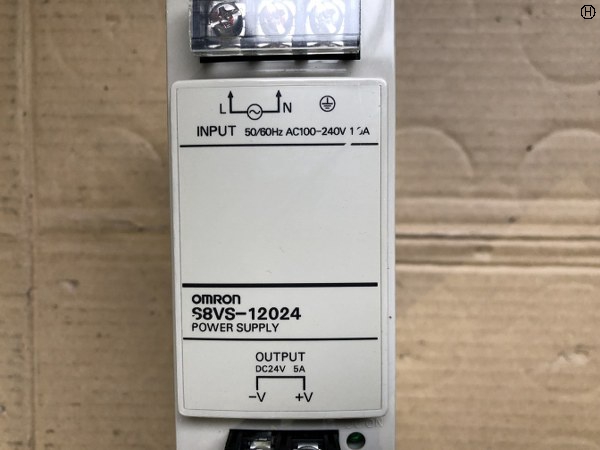 H
L N
INPUT 50/60Hz AC100-240V
OMRON
S8VS-12024
POWER SUPPLY
OUTPUT
DC24V 5A
-V +V